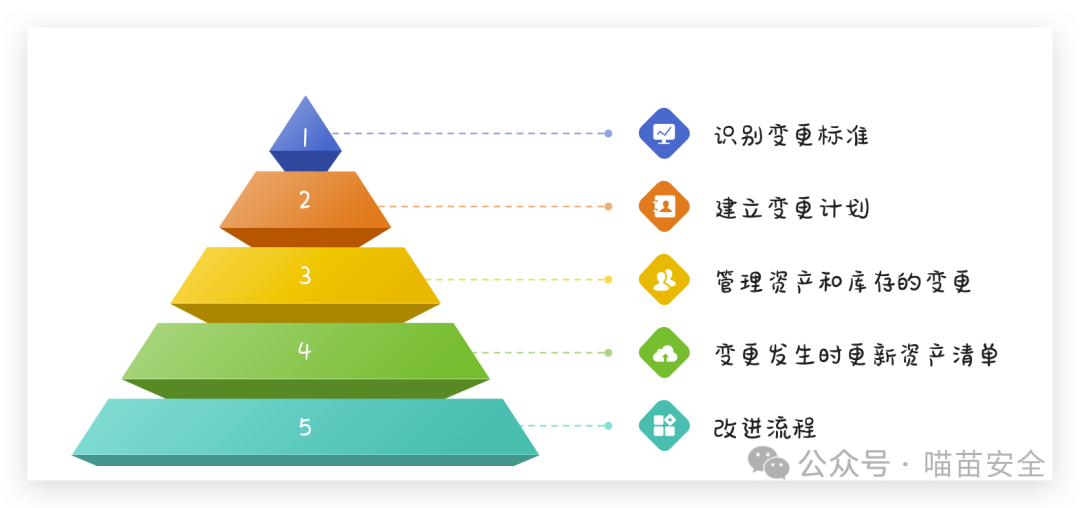 1
识别变更标准
2
建立变更计划
3
管理资产和库存的变更
4
变更发生时更新资产清单
5
改进流程
公众号 · 喵苗安全